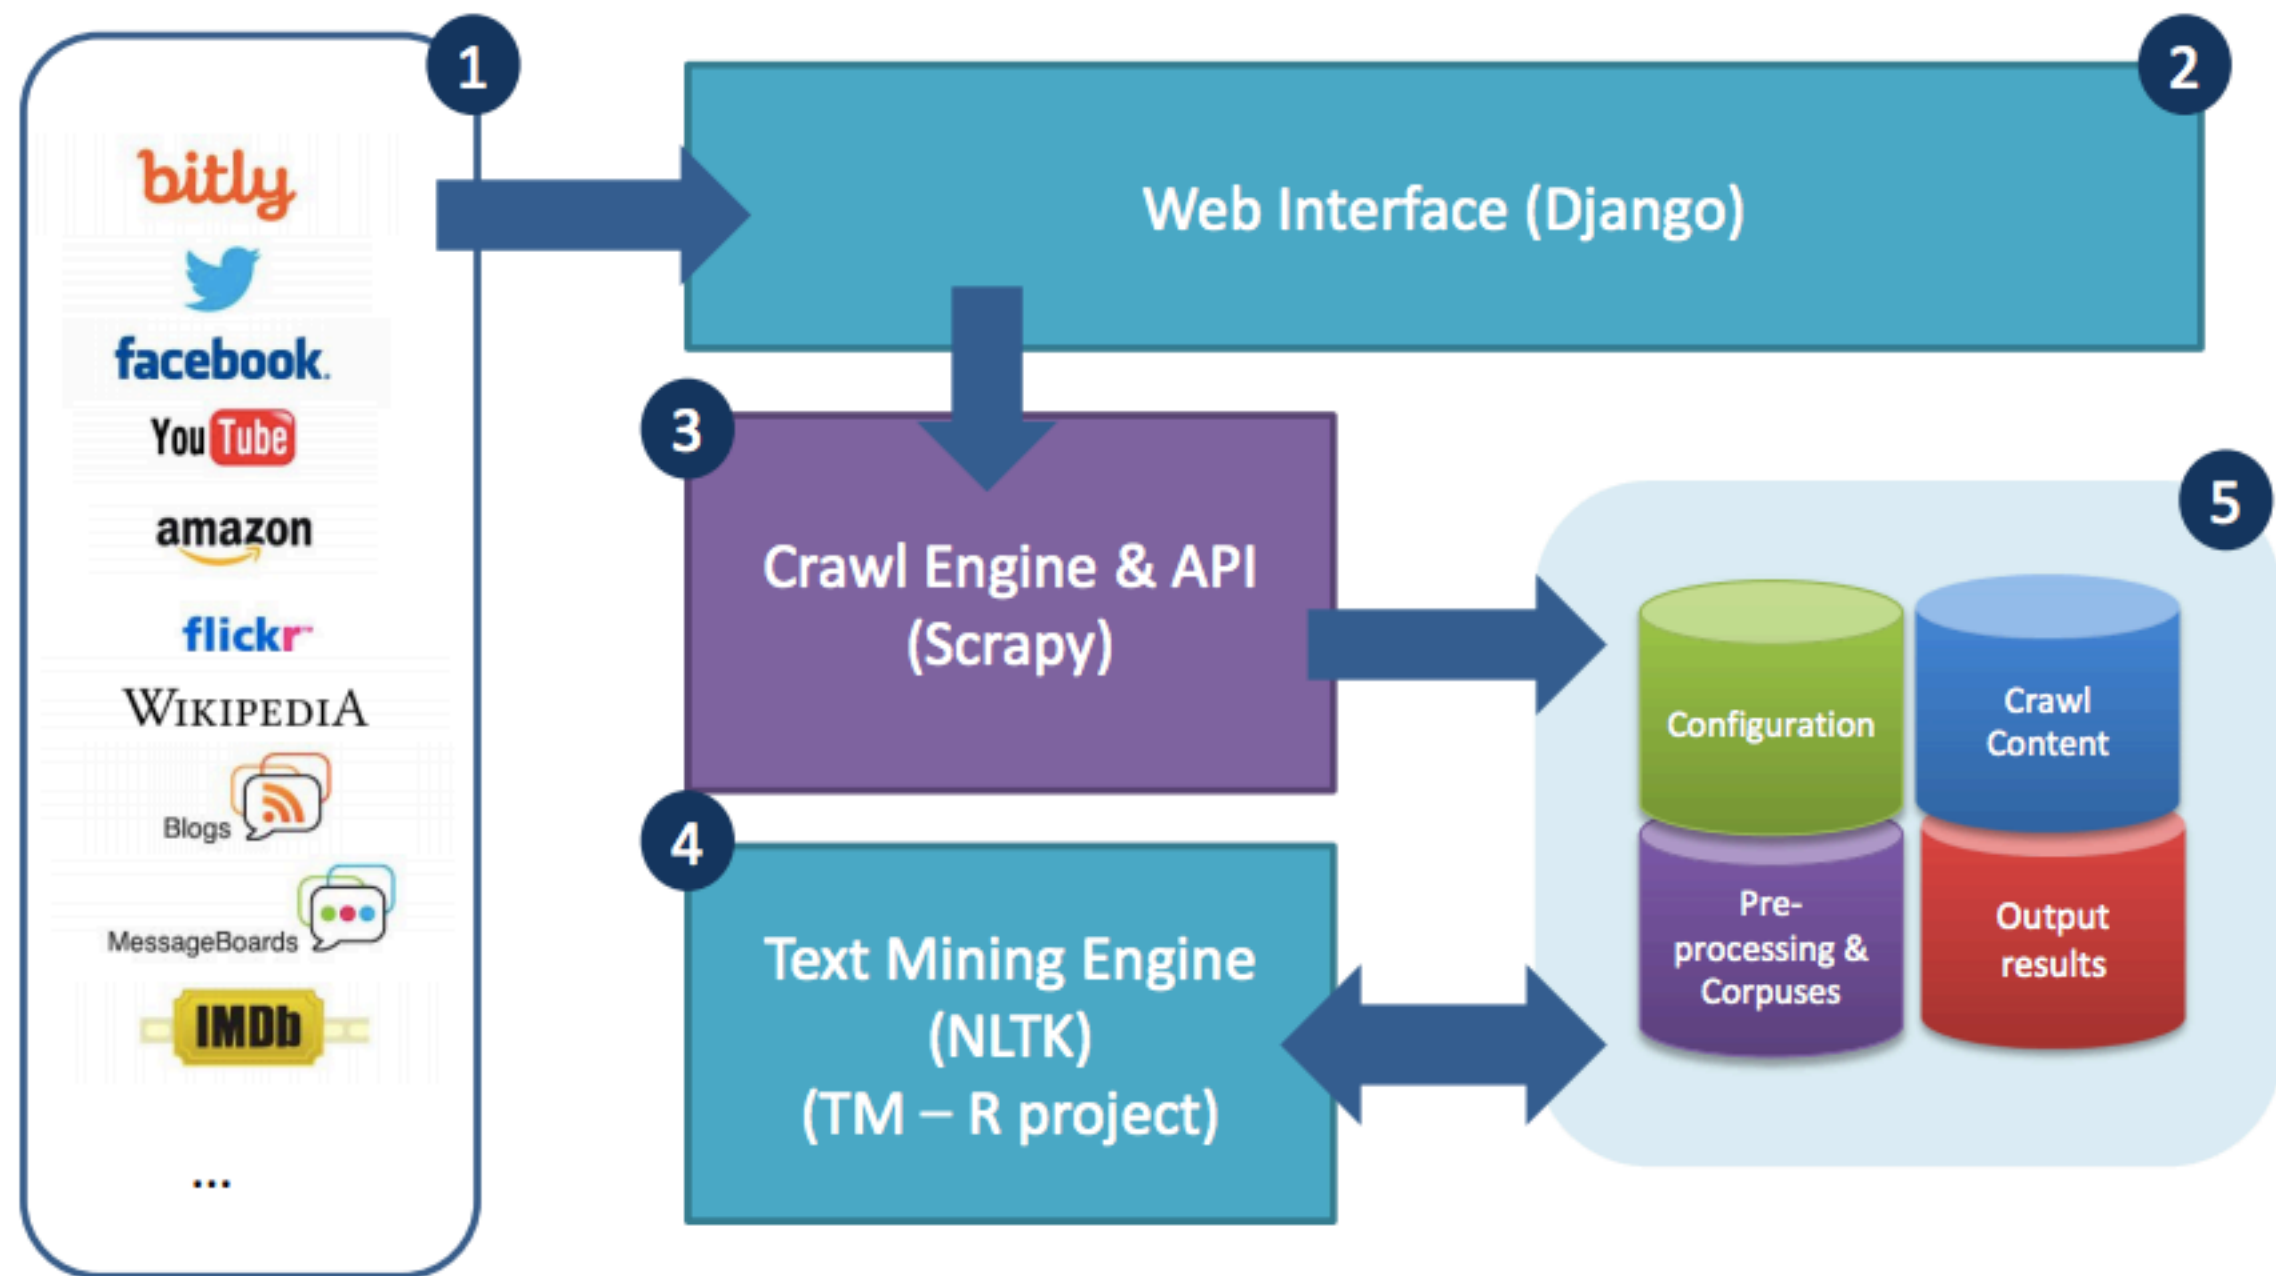 1
bitly
facebook.
YouTube
amazon
flickr
WIKIPEDIA
Blogs
MessageBoards
IMDb
...
2
Web Interface (Django)
3
Crawl Engine & API
(Scrapy)
4
Text Mining Engine
(NLTK)
(TM – R project)
5
Configuration
Crawl
Content
Pre-
processing &
Corpuses
Output
results